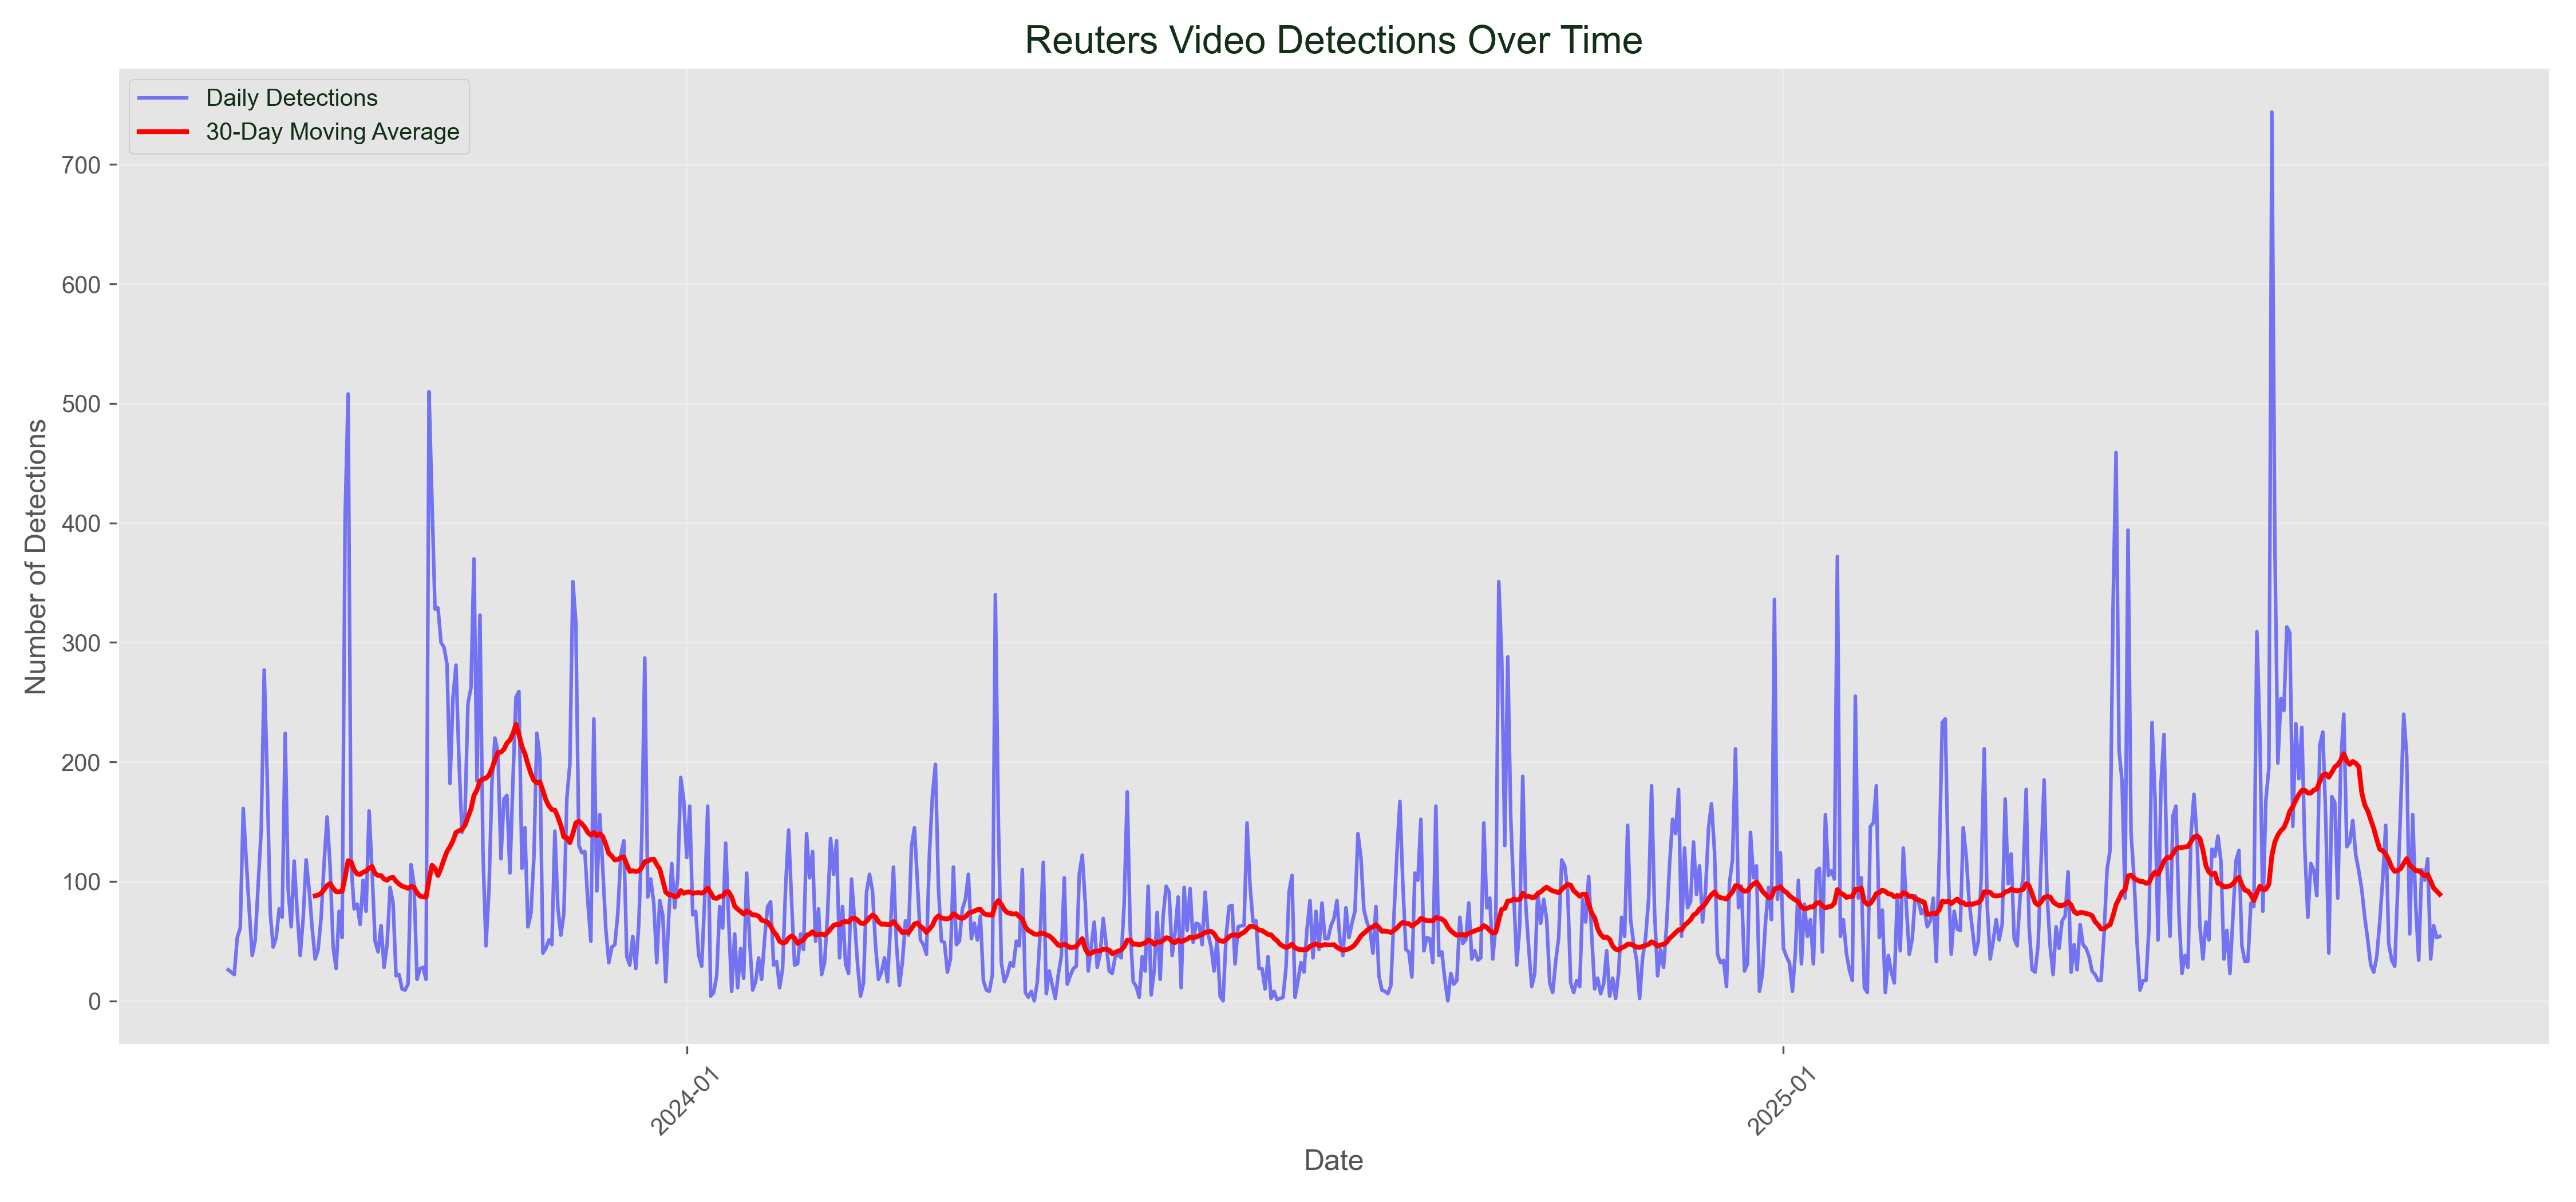 Reuters Video Detections Over Time
Daily Detections
30-Day Moving Average
Number of Detections
700
600
500
400
300
200
100
0
2024-01
2025-01
Date